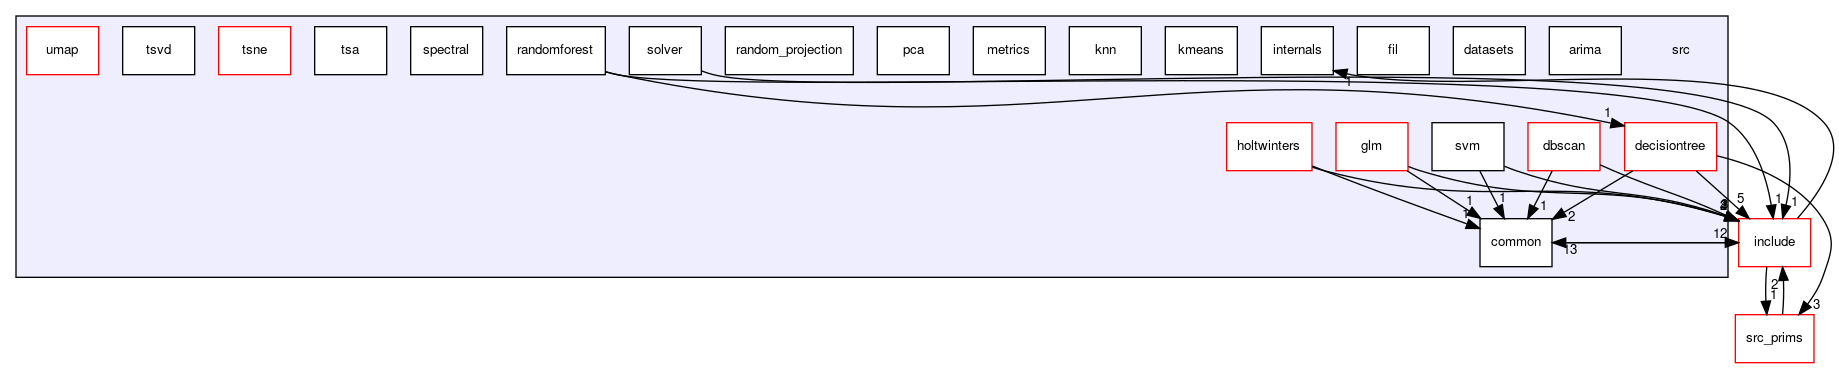 umap
tsvd
tsne
tsa
spectral
randomforest
solver
random_projection
pca
metrics
knn
kmeans
internals
fil
datasets
arima
src
1
1
holtwinters
glm
svm
dbscan
decisiontree
1
1
1
1
2
5
1
1
common
13
12
include
2
1
3
src_prims